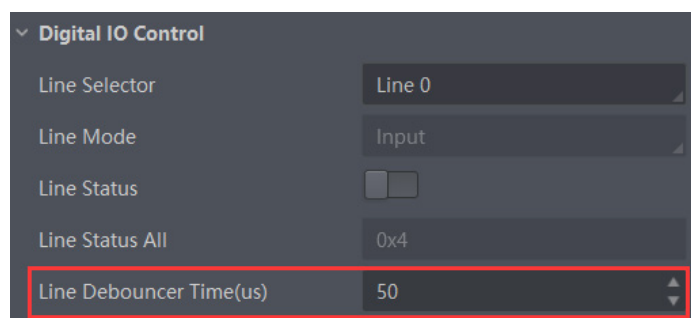 Digital IO Control
Line Selector Line 0
Line Mode Input
Line Status
Line Status All 0x4
Line Debouncer Time(us) 50